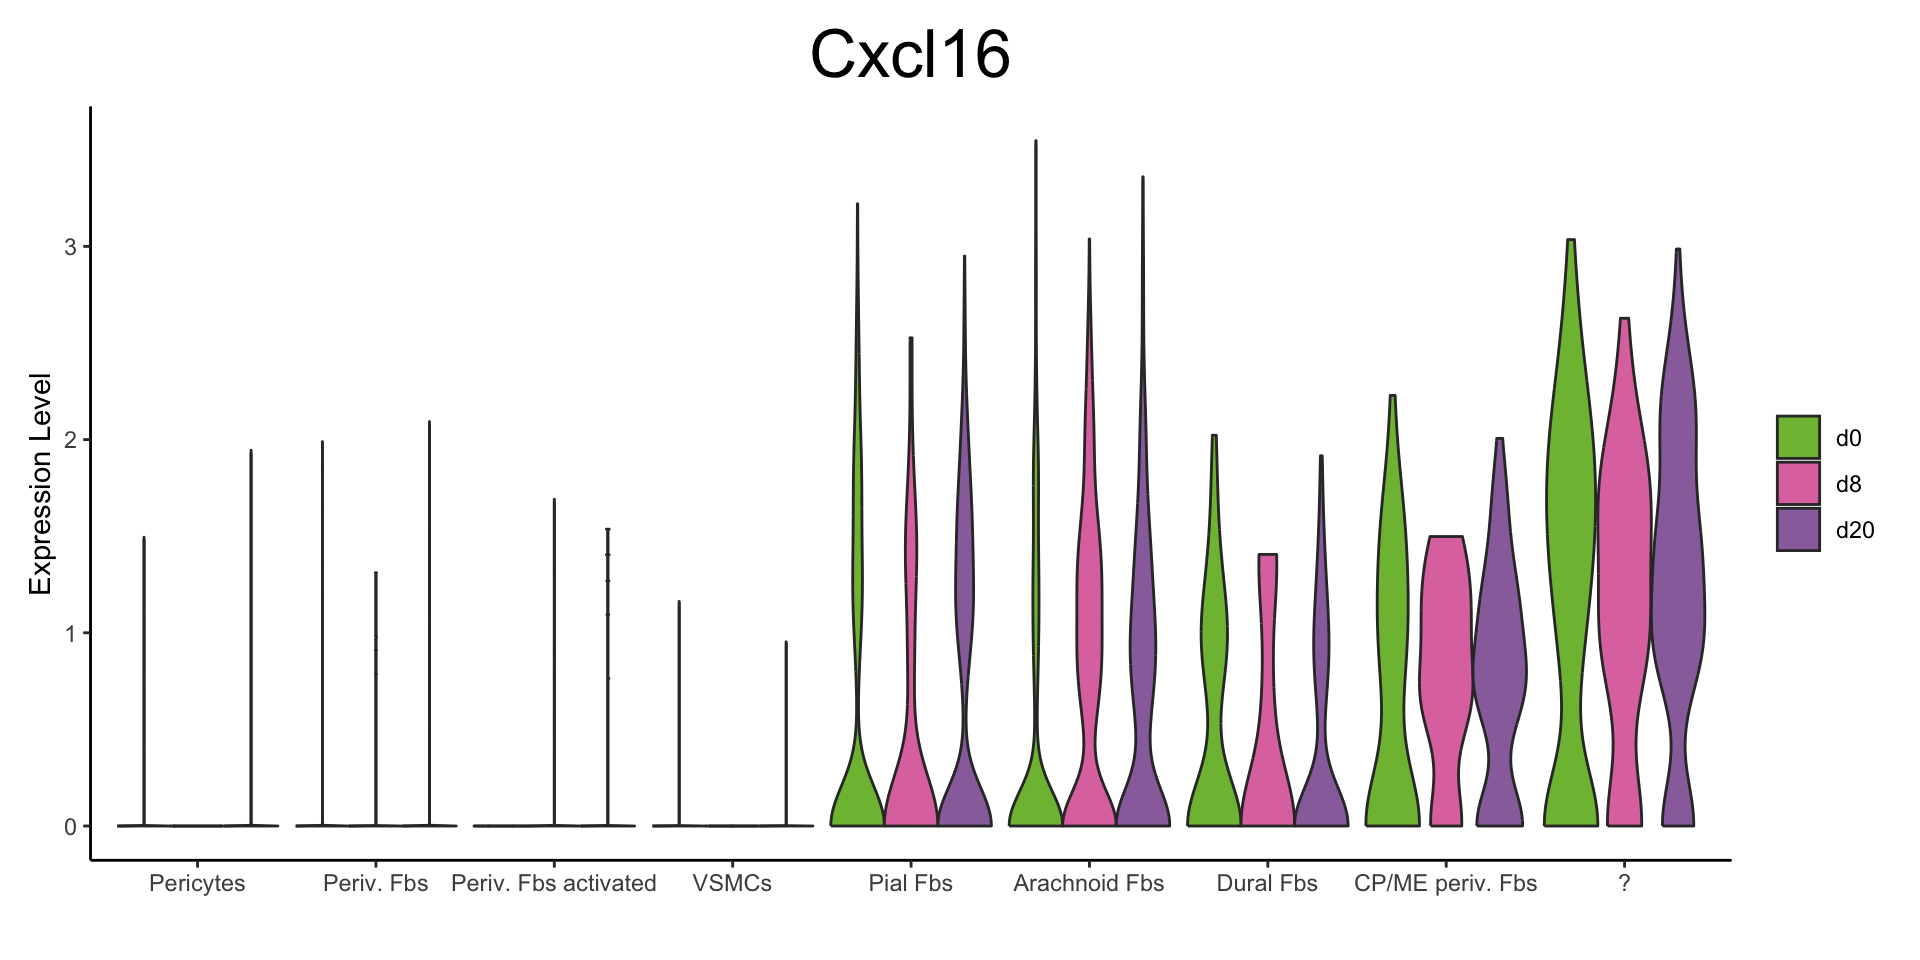 Cxcl16
Expression Level
3
2
1
0
Pericytes
Periv. Fbs
Periv. Fbs activated
VSMCs
Pial Fbs
Arachnoid Fbs
Dural Fbs
CP/ME periv. Fbs
?
d0
d8
d20